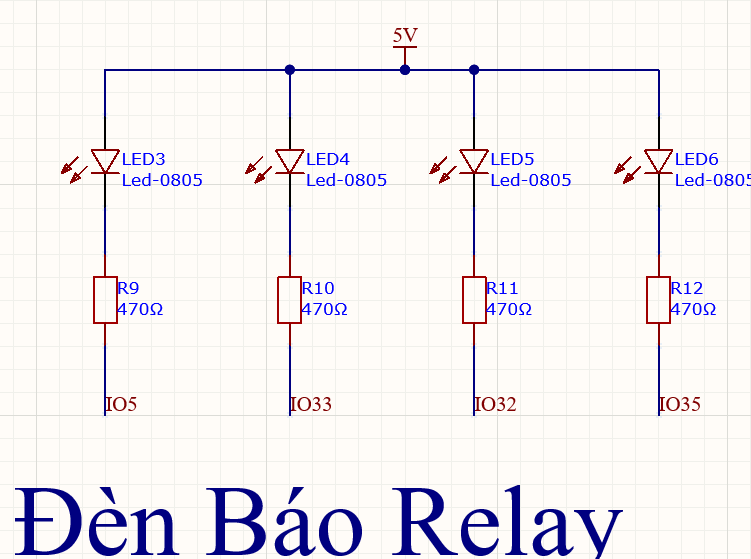 5V
LED3
Led-0805
LED4
Led-0805
LED5
Led-0805
LED6
Led-0805
R9
470Ω
R10
470Ω
R11
470Ω
R12
470Ω
IO5
IO33
IO32
IO35
Đèn Báo Relay